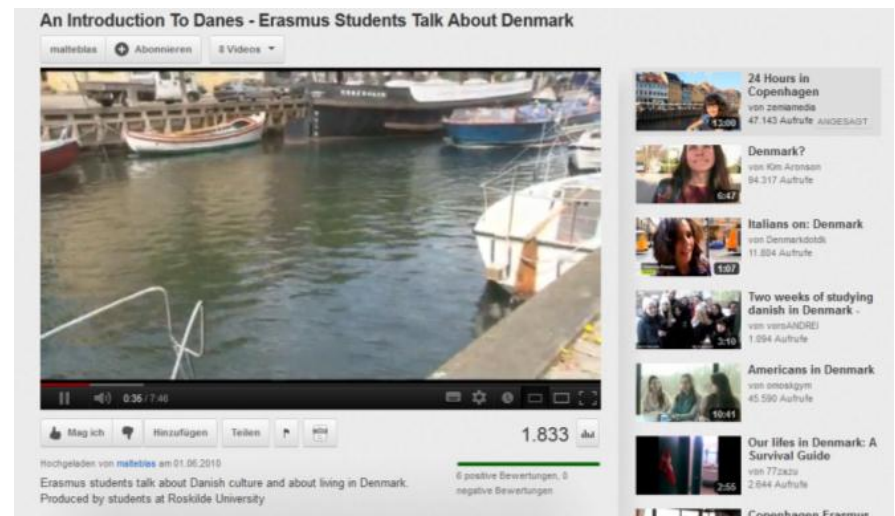 An Introduction To Danes - Erasmus Students Talk About Denmark
malteblas Abonnieren 8 Videos
0:35 / 7:46
Mag ich Hinzufügen Teilen 1.833
Hochgeladen von malteblas am 01.06.2010
Erasmus students talk about Danish culture and about living in Denmark.
Produced by students at Roskilde University
6 positive Bewertungen, 0
negative Bewertungen
13:00
24 Hours in
Copenhagen
von zemiamedia
47.143 Aufrufe ANGESAGT
6:47
Denmark?
von Kim Aronson
94.317 Aufrufe
1:07
Italians on: Denmark
von Denmarkdotdk
11.804 Aufrufe
3:10
Two weeks of studying
danish in Denmark -
von voroANDREI
1.094 Aufrufe
10:41
Americans in Denmark
von omoskgym
45.590 Aufrufe
2:55
Our lifes in Denmark: A
Survival Guide
von 77zazu
2.644 Aufrufe
Copenhagen Erasmus